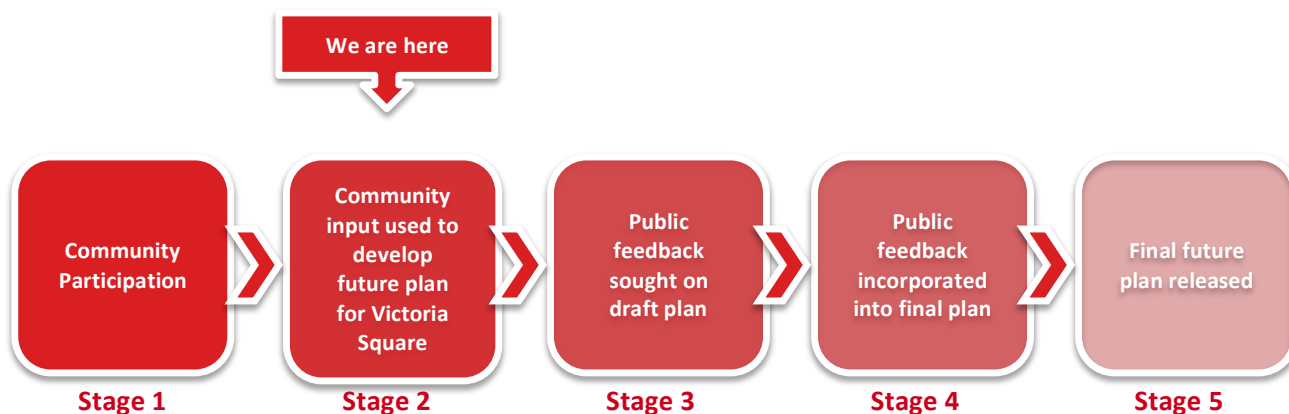 We are here
Community
Participation
Community
input used to
develop
future plan
for Victoria
Square
Public
feedback
sought on
draft plan
Public
feedback
incorporated
into final plan
Final future
plan released
Stage 1
Stage 2
Stage 3
Stage 4
Stage 5